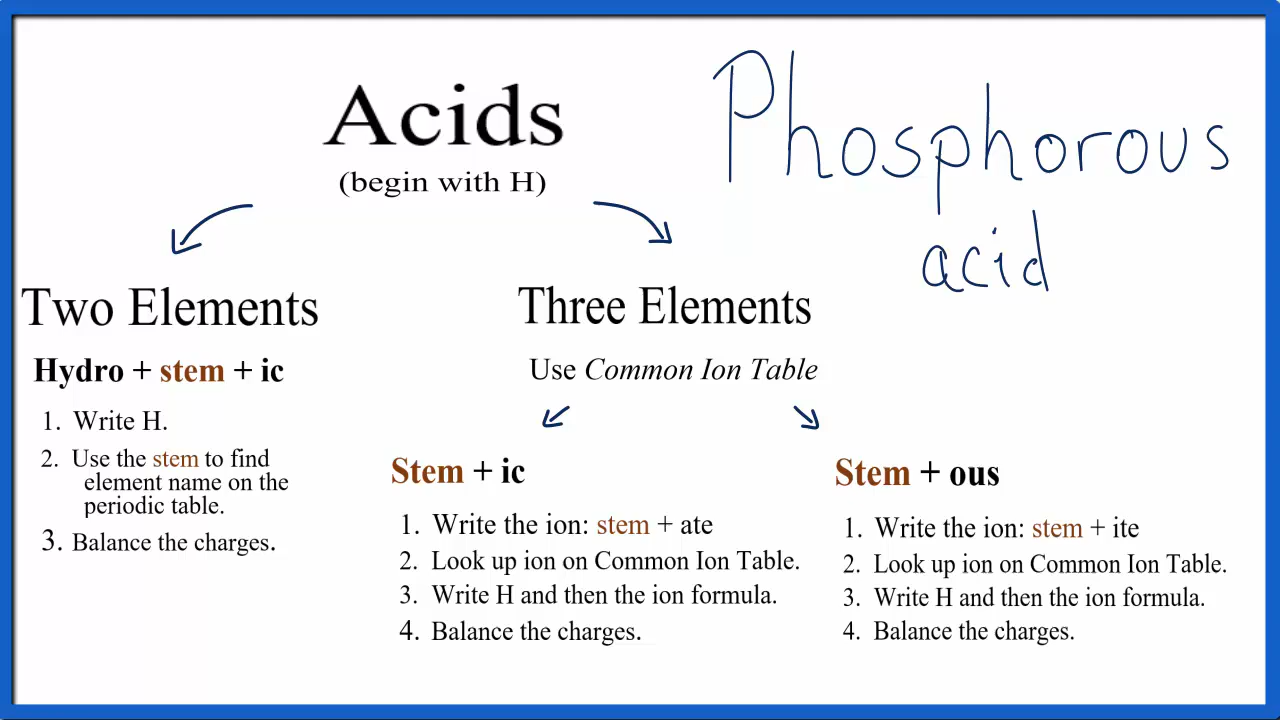 Acids
(begin with H)
Phosphorous
acid
Two Elements
Hydro + stem + ic
1. Write H.
2. Use the stem to find
element name on the
periodic table.
3. Balance the charges.
Three Elements
Use Common Ion Table
Stem + ic
1. Write the ion: stem + ate
2. Look up ion on Common Ion Table.
3. Write H and then the ion formula.
4. Balance the charges.
Stem + ous
1. Write the ion: stem + ite
2. Look up ion on Common Ion Table.
3. Write H and then the ion formula.
4. Balance the charges.